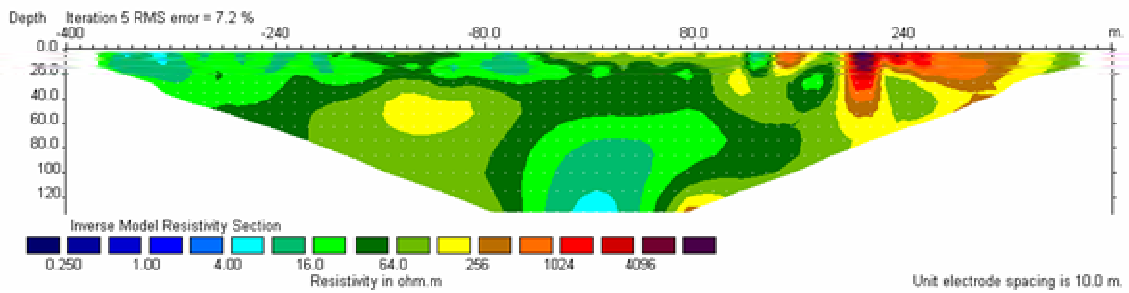 Depth Iteration 5 RMS error = 7.2 %
-400 -240 -80.0 80.0 240 m.
0.0
20.0
40.0
60.0
80.0
100.
120.
Inverse Model Resistivity Section
0.250 1.00 4.00 16.0 64.0 256 1024 4096
Resistivity in ohm.m Unit electrode spacing is 10.0 m.